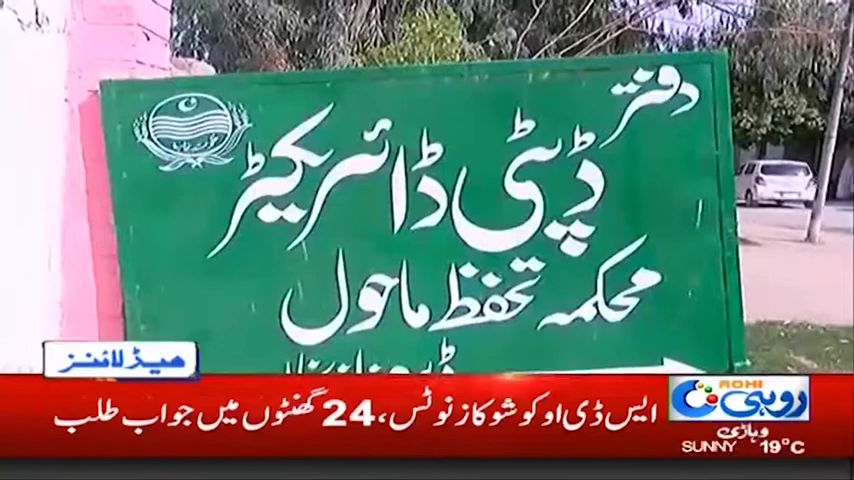 دفتر
ڈپٹی ڈائریکٹر
محکمہ تحفظ ماحول
ہیڈلائنز
ایس ڈی او کو شوکاز نوٹس، 24 گھنٹوں میں جواب طلب
ROHI
روہی
وہاڑی
SUNNY 19°C